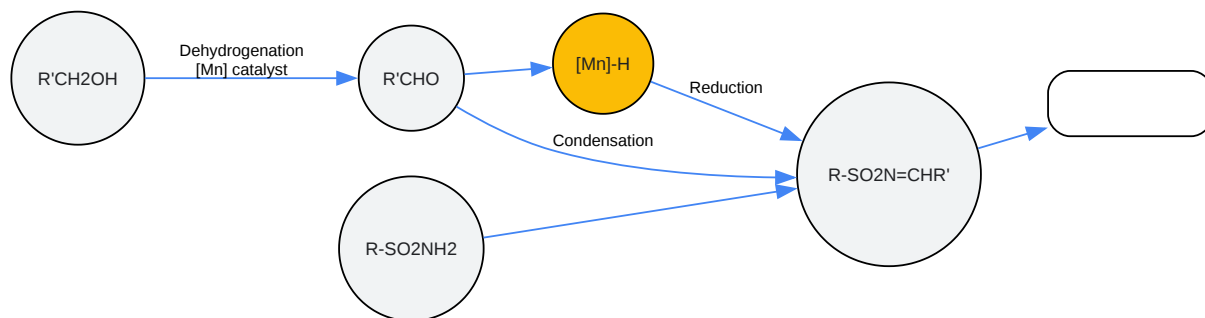 R'CH2OH
Dehydrogenation
[Mn] catalyst
R'CHO
[Mn]-H
Reduction
Condensation
R-SO2NH2
R-SO2N=CHR'